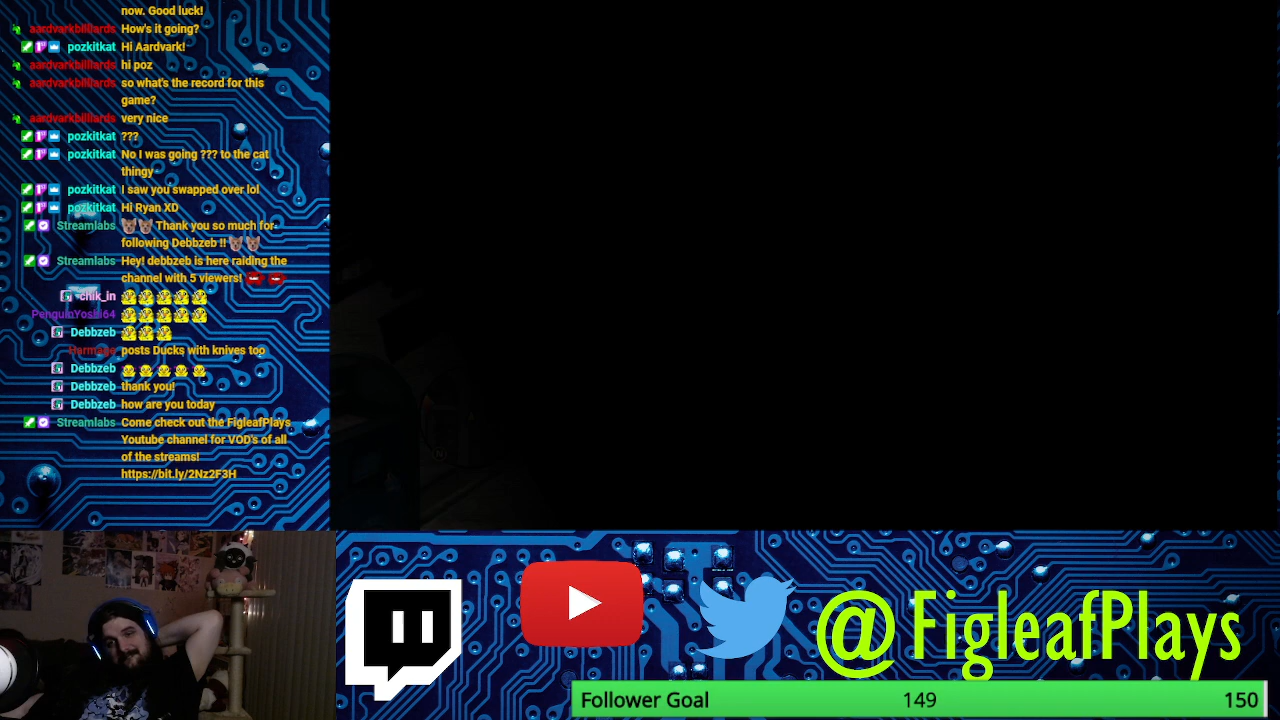 now. Good luck!
aardvarkbilliards How's it going?
pozkitkat Hi Aardvark!
aardvarkbilliards hi poz
aardvarkbilliards so what's the record for this
game?
aardvarkbilliards very nice
pozkitkat ???
pozkitkat No I was going ??? to the cat
thingy
pozkitkat I saw you swapped over lol
pozkitkat Hi Ryan XD
Streamlabs Thank you so much for
following Debbzeb !!
Streamlabs Hey! debbzeb is here raiding the
channel with 5 viewers!
chik_in
PenguinYoshi64
Debbzeb
Harmage posts Ducks with knives too
Debbzeb
Debbzeb thank you!
Debbzeb how are you today
Streamlabs Come check out the FigleafPlays
Youtube channel for VOD's of all
of the streams!
https://bit.ly/2Nz2F3H
@FigleafPlays
Follower Goal 149 150